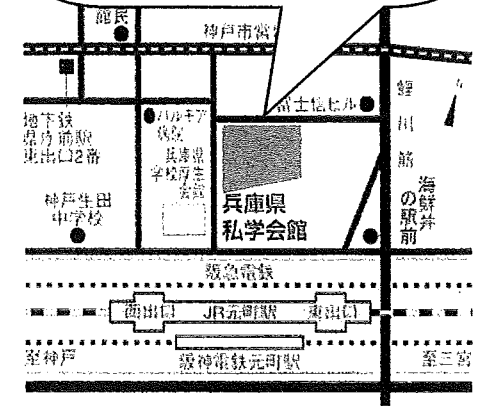 館民
神戸市営
富士信ビル
地下鉄
県庁前駅
東出口2番
パルモア
病院
兵庫県
学校厚生
会館
鯉川筋
海鮮丼
の駅前
神戸生田
中学校
兵庫県
私学会館
阪急電鉄
西出口
JR元町駅
東出口
至神戸
阪神電鉄元町駅
至三宮